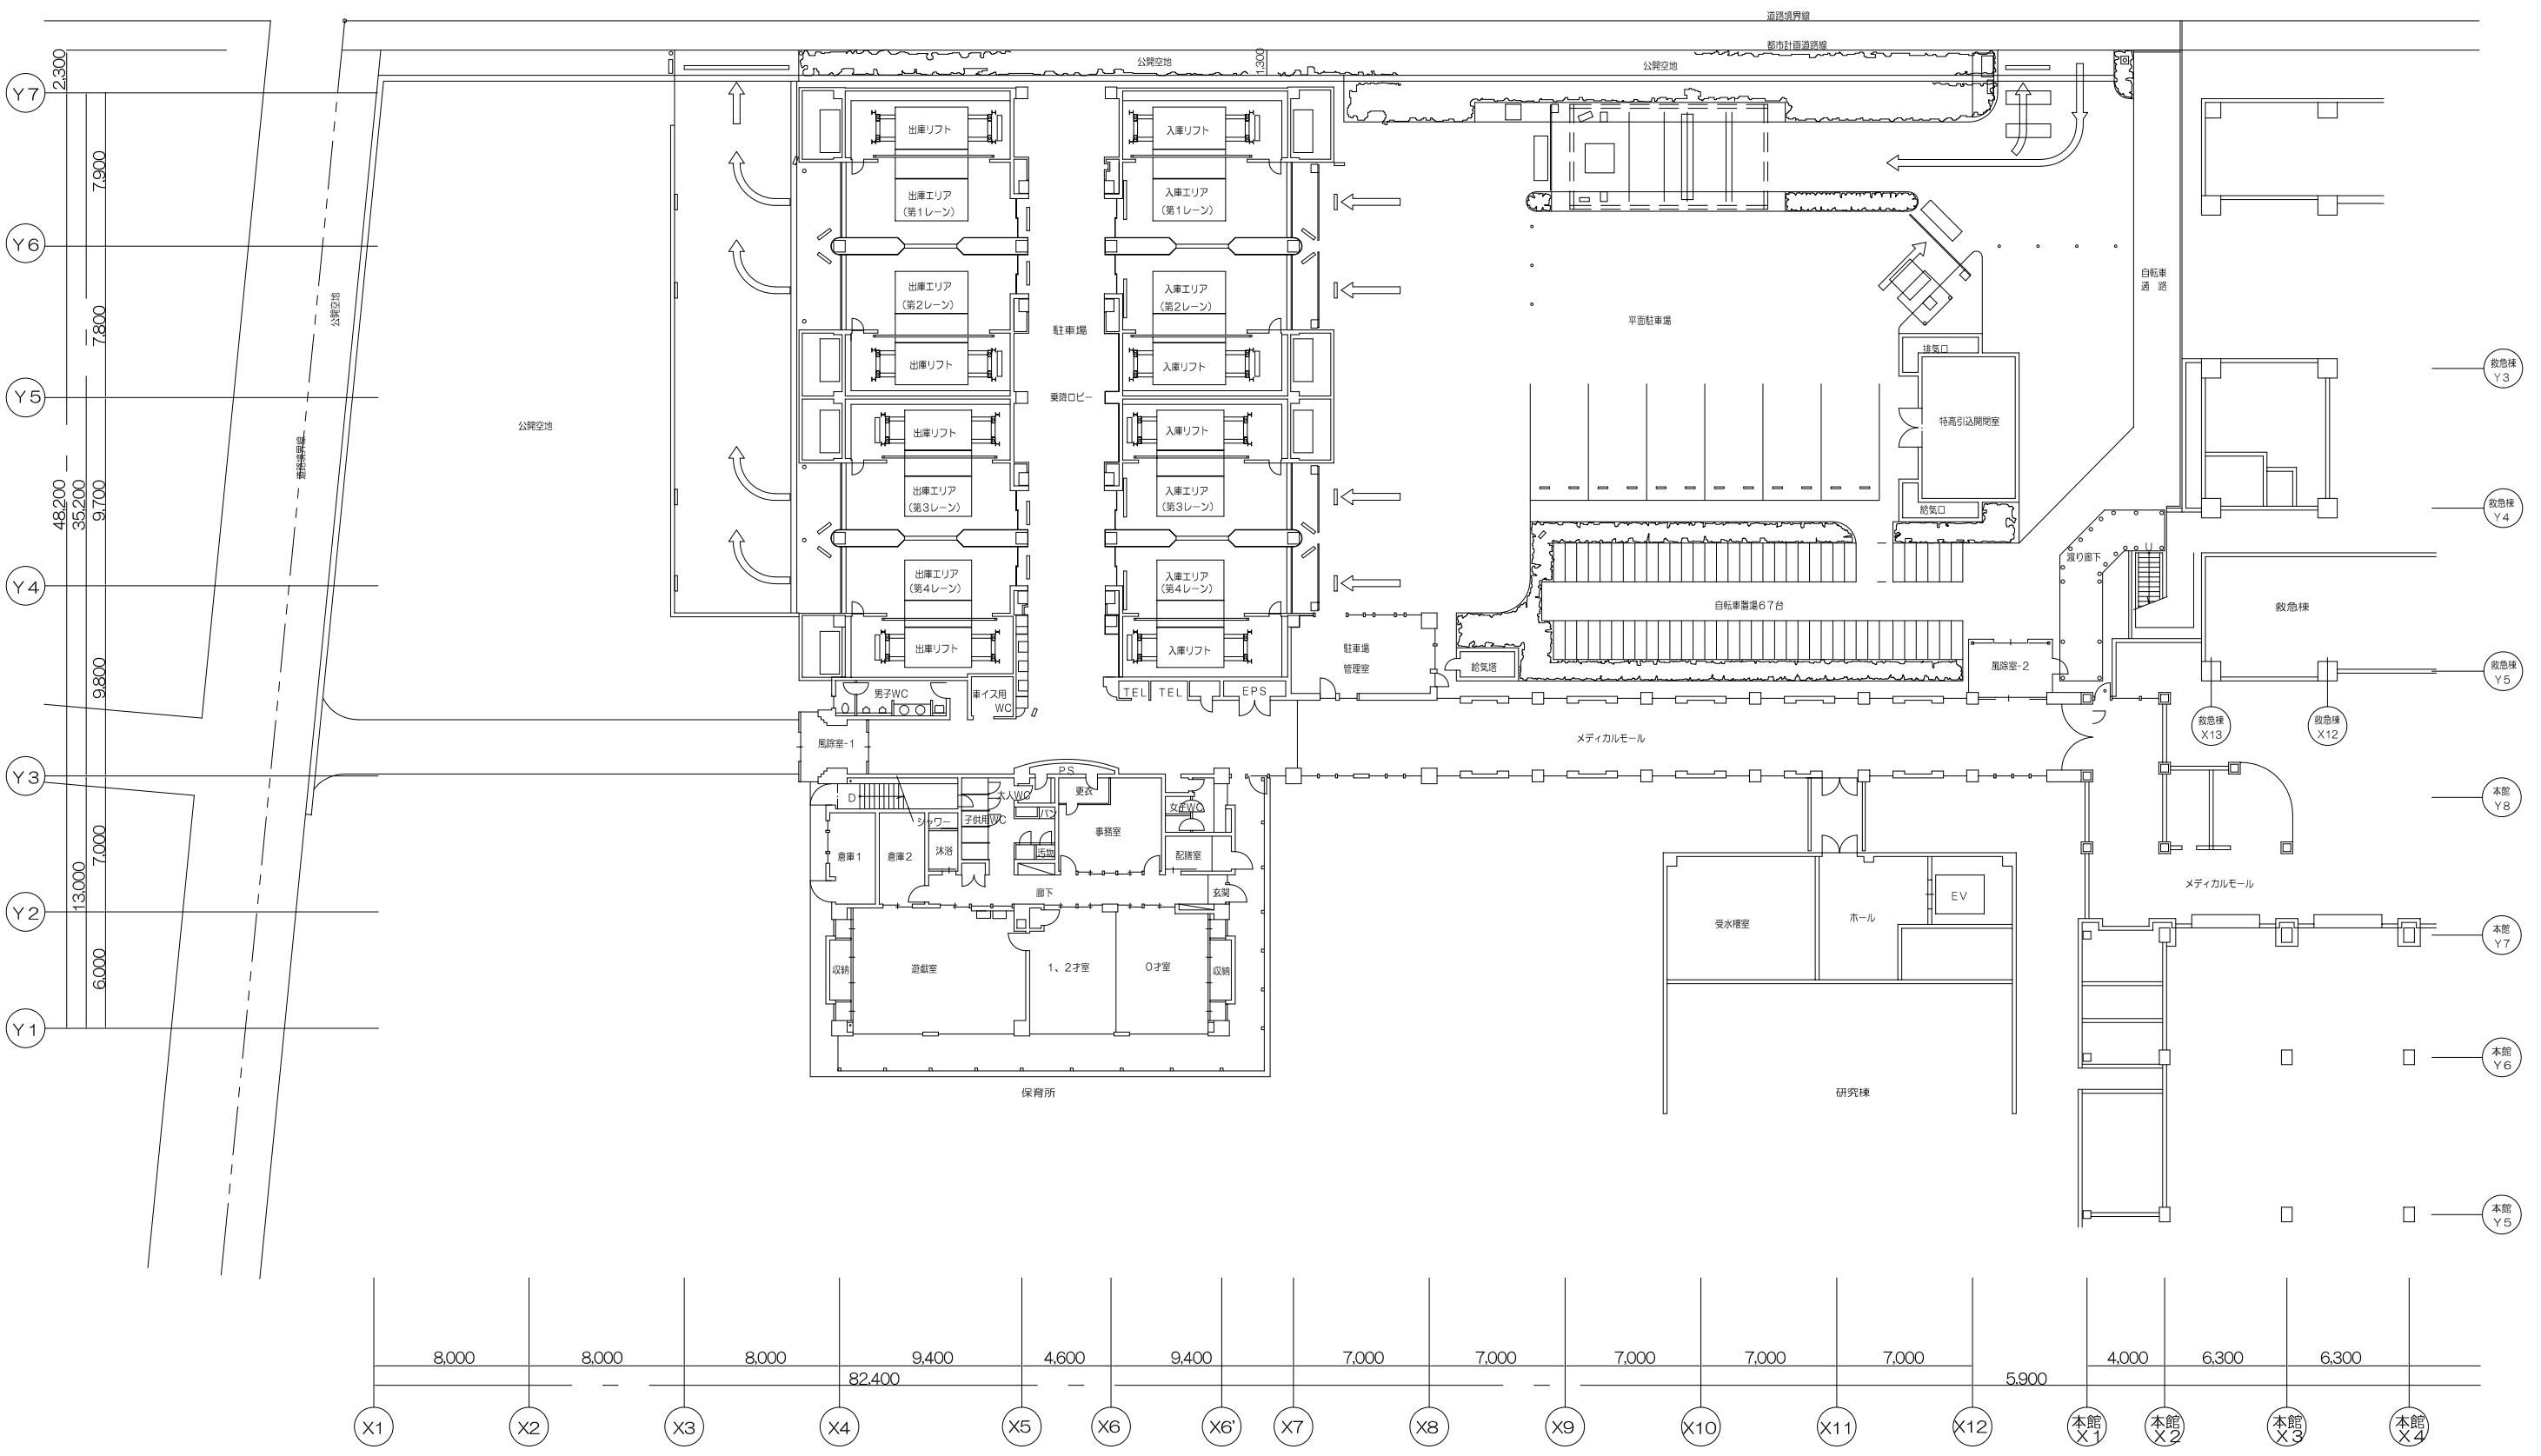 道路境界線
都市計画道路線
公開空地
1,300
公開空地
2,300
Y7
7,900
出庫リフト
入庫リフト
出庫エリア
(第1レーン)
入庫エリア
(第1レーン)
Y6
自転車
通 路
公開空地
出庫エリア
(第2レーン)
入庫エリア
(第2レーン)
7,800
駐車場
平面駐車場
排気口
出庫リフト
入庫リフト
救急棟
Y3
Y5
乗降ロビー
公開空地
道路境界線
出庫リフト
入庫リフト
特高引込開閉室
48,200
35,200
9,700
出庫エリア
(第3レーン)
入庫エリア
(第3レーン)
給気口
救急棟
Y4
U
渡り廊下
Y4
出庫エリア
(第4レーン)
入庫エリア
(第4レーン)
自転車置場67台
救急棟
出庫リフト
入庫リフト
駐車場
管理室
給気塔
風除室-2
救急棟
Y5
9,800
男子WC
車イス用
WC
TEL
TEL
EPS
救急棟
X13
救急棟
X12
風除室-1
メディカルモール
Y3
PS
D
大人WC
更衣
女子WC
本館
Y8
シャワー
子供用WC
パン
事務室
7,000
倉庫1
倉庫2
沐浴
汚物
配膳室
13,000
廊下
玄関
メディカルモール
EV
Y2
受水槽室
ホール
本館
Y7
6,000
収納
遊戯室
1、2才室
0才室
収納
Y1
本館
Y6
保育所
研究棟
本館
Y5
8,000
8,000
8,000
9,400
4,600
9,400
7,000
7,000
7,000
7,000
7,000
4,000
6,300
6,300
82,400
5,900
X1
X2
X3
X4
X5
X6
X6'
X7
X8
X9
X10
X11
X12
本館
X1
本館
X2
本館
X3
本館
X4